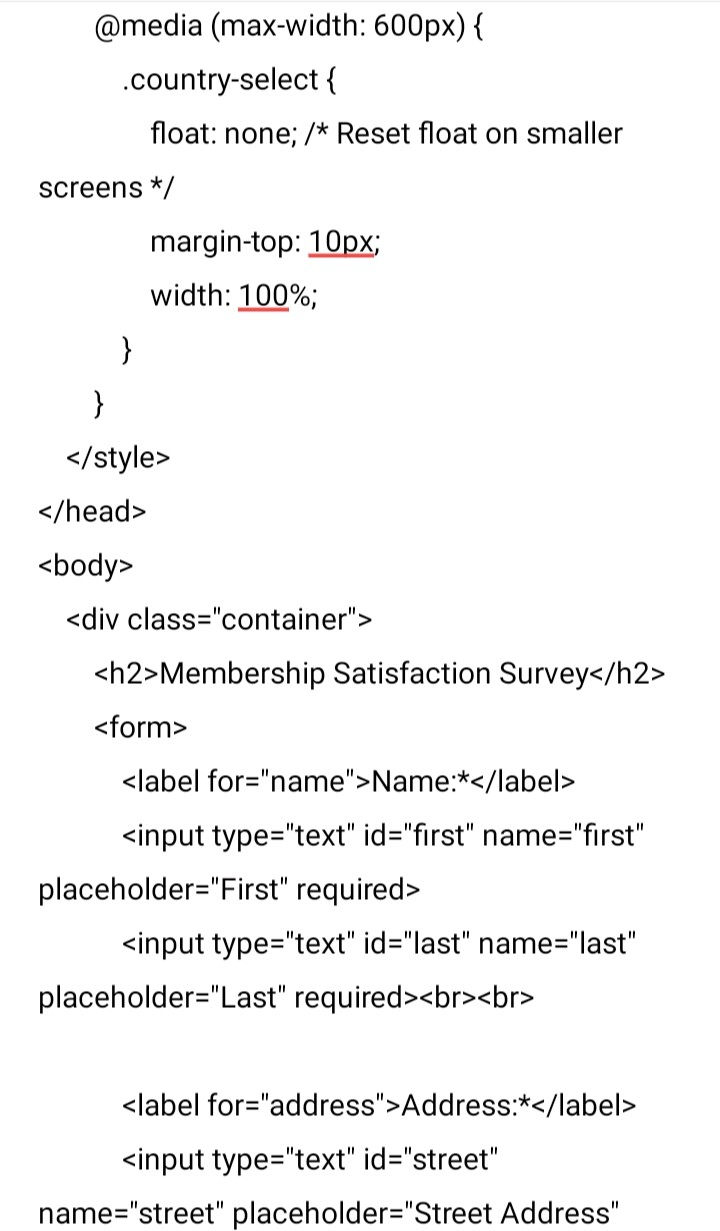 @media (max-width: 600px) {
.country-select {
float: none; /* Reset float on smaller
screens */
margin-top: 10px;
width: 100%;
}
}
</style>
</head>
<body>
<div class="container">
<h2>Membership Satisfaction Survey</h2>
<form>
<label for="name">Name:*</label>
<input type="text" id="first" name="first"
placeholder="First" required>
<input type="text" id="last" name="last"
placeholder="Last" required><br><br>
<label for="address">Address:*</label>
<input type="text" id="street"
name="street" placeholder="Street Address"